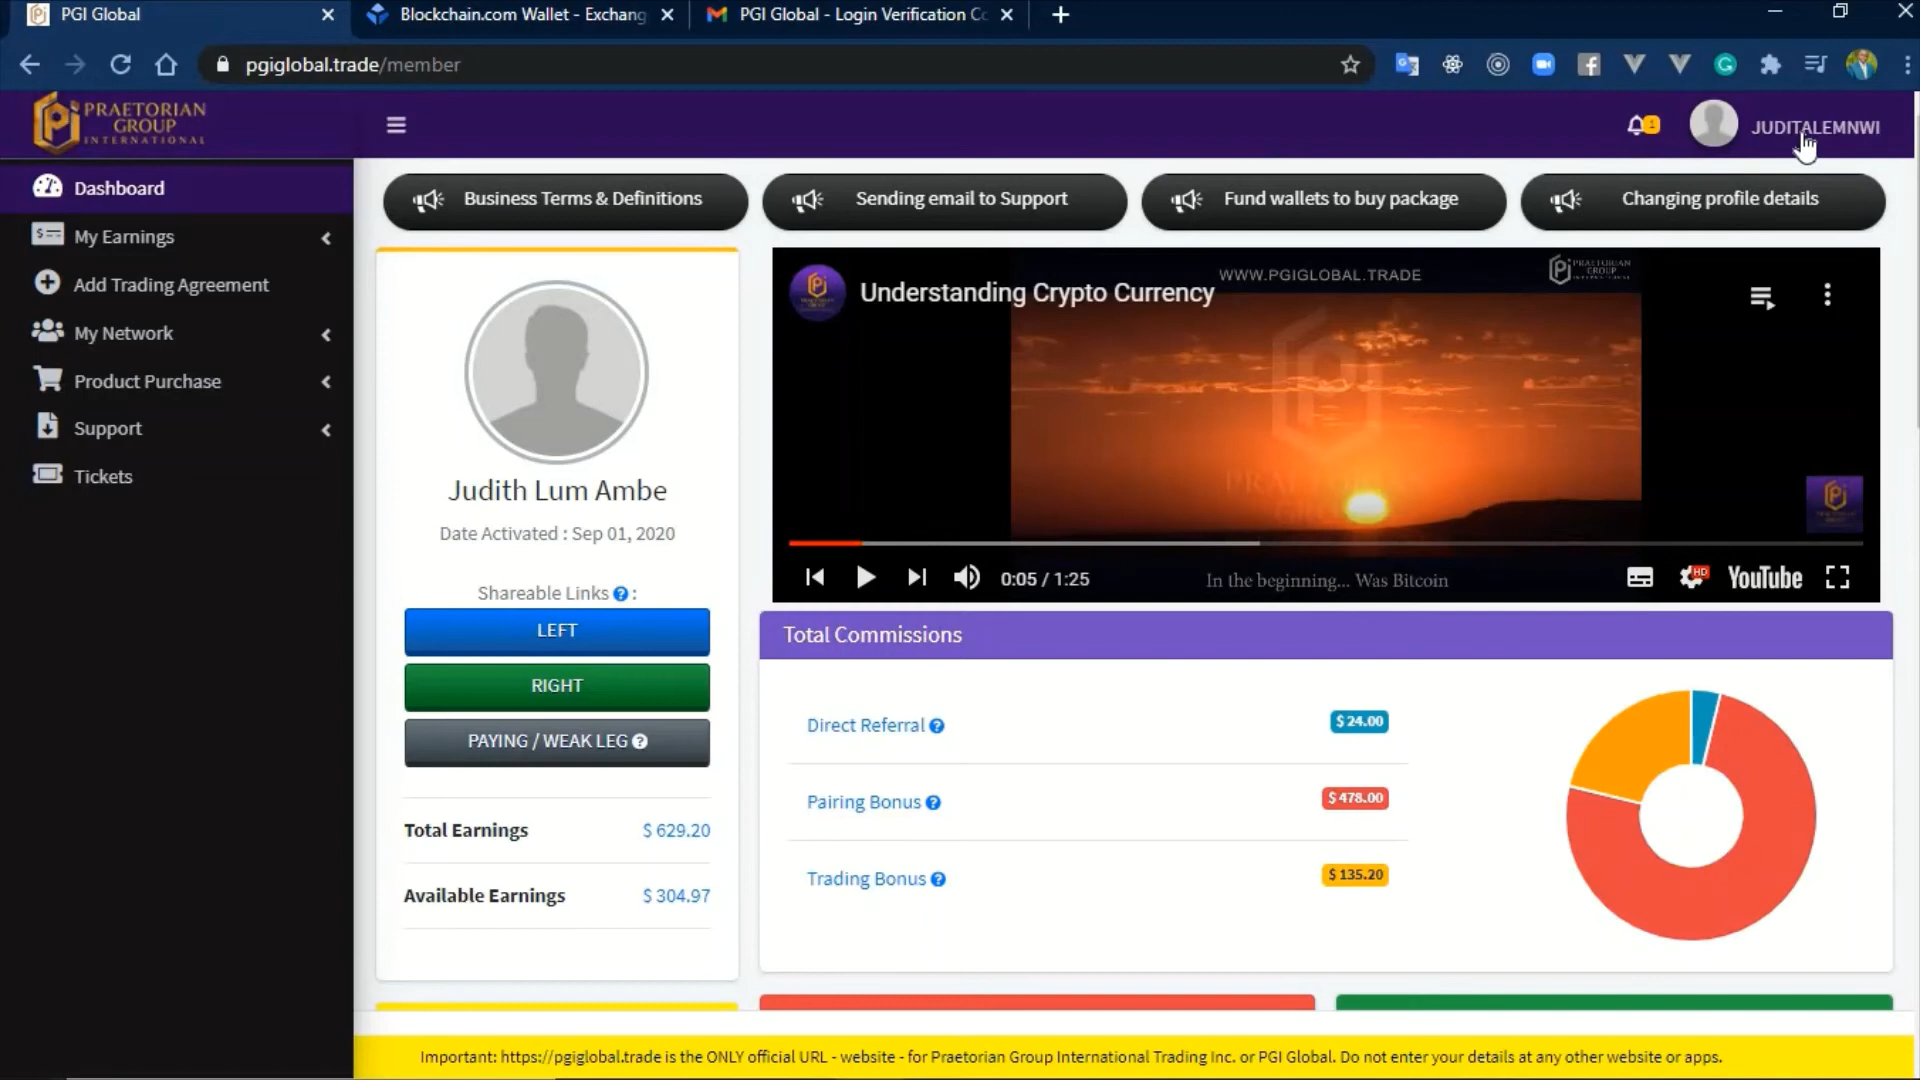 PGI Global
Blockchain.com Wallet - Exchang
PGI Global - Login Verification Co
pgiglobal.trade/member
PRAETORIAN
GROUP
INTERNATIONAL
1
JUDITALEMNWI
Dashboard
My Earnings
Add Trading Agreement
My Network
Product Purchase
Support
Tickets
Business Terms & Definitions
Sending email to Support
Fund wallets to buy package
Changing profile details
Judith Lum Ambe
Date Activated : Sep 01, 2020
Shareable Links ? :
LEFT
RIGHT
PAYING / WEAK LEG ?
Total Earnings $ 629.20
Available Earnings $ 304.97
WWW.PGIGLOBAL.TRADE
PRAETORIAN
GROUP
Understanding Crypto Currency
0:05 / 1:25
In the beginning... Was Bitcoin
HD
YouTube
Total Commissions
Direct Referral ? $ 24.00
Pairing Bonus ? $ 478.00
Trading Bonus ? $ 135.20
Important: https://pgiglobal.trade is the ONLY official URL - website - for Praetorian Group International Trading Inc. or PGI Global. Do not enter your details at any other website or apps.